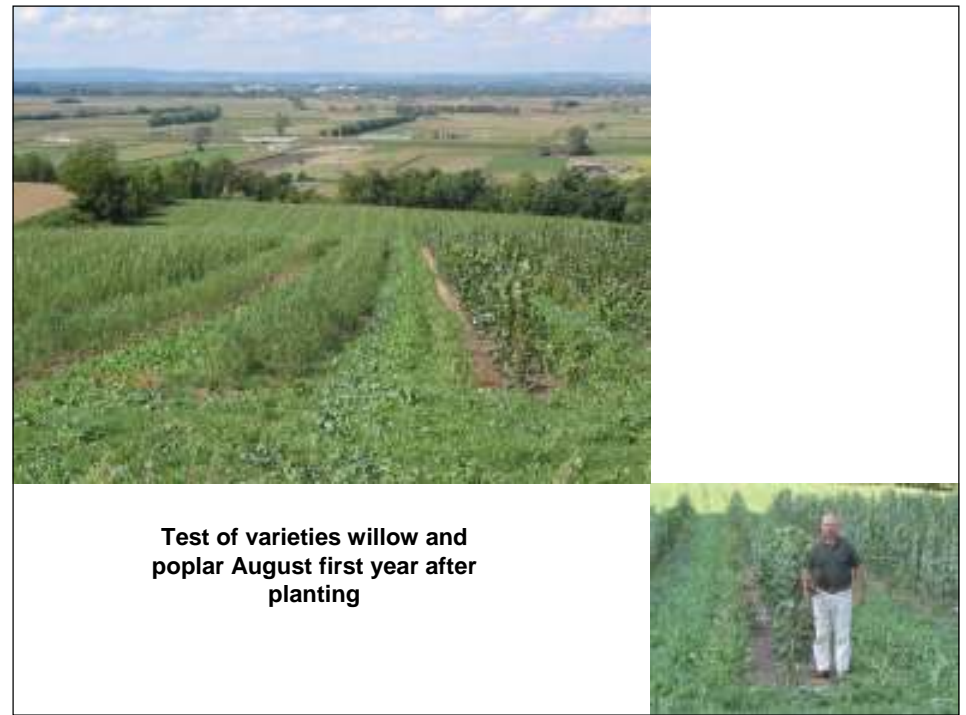 Test of varieties willow and
poplar August first year after
planting